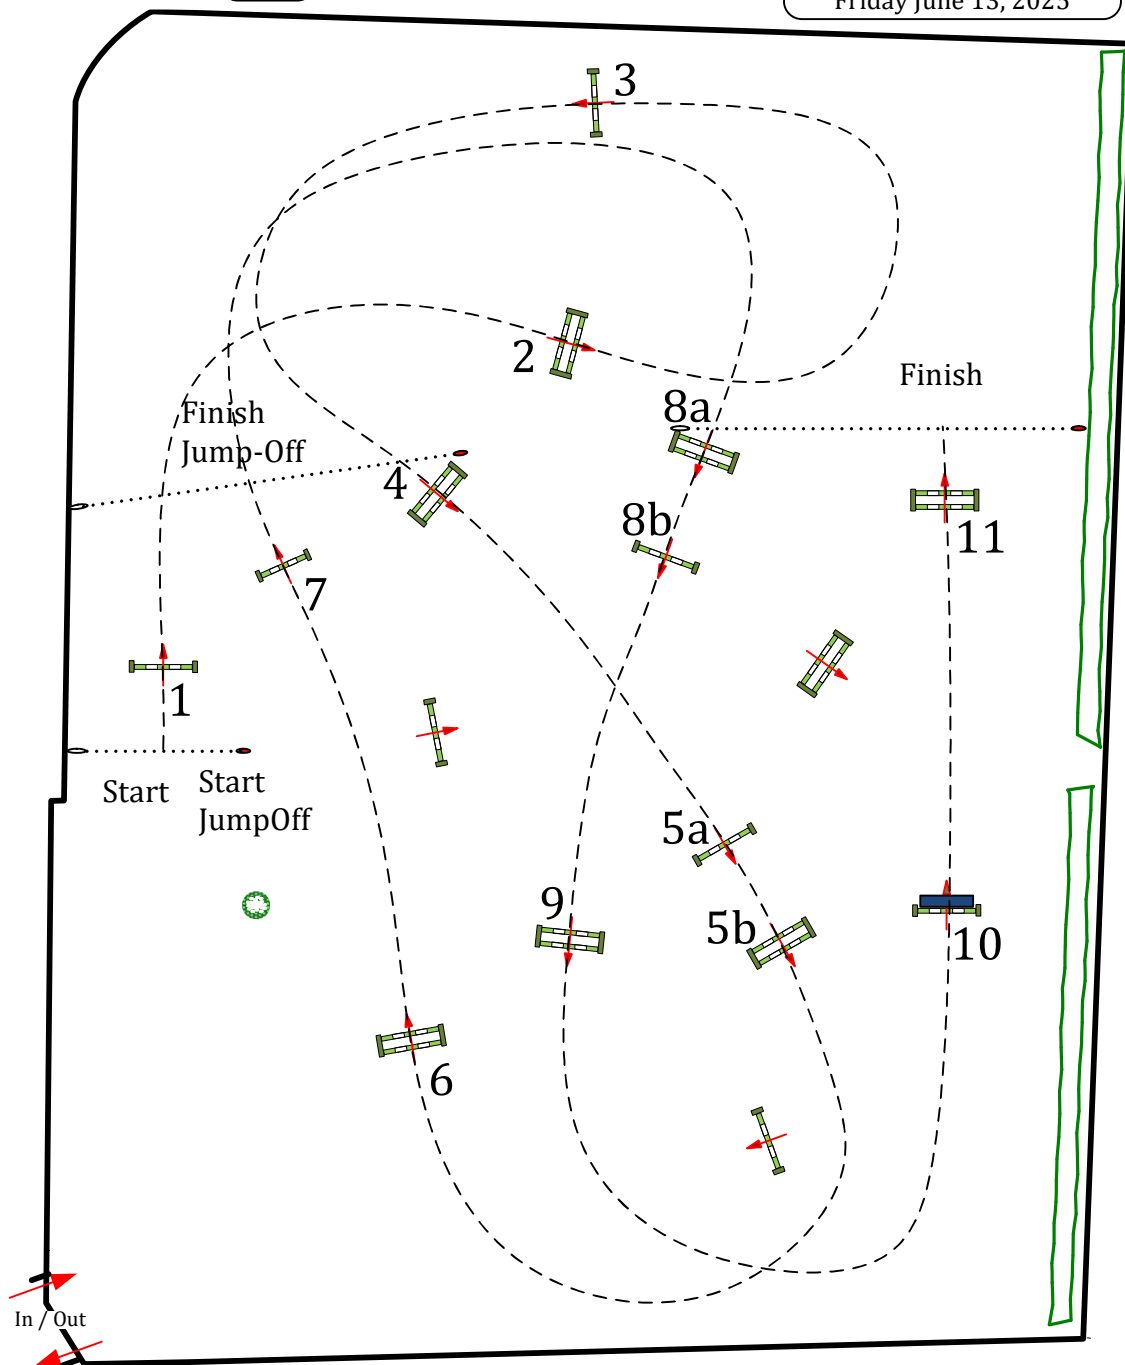 Friday June 13, 2025
3
2
Finish
8a
Finish
Jump-Off
4
8b
11
7
1
Start
Start
JumpOff
5a
9
5b
10
6
In / Out